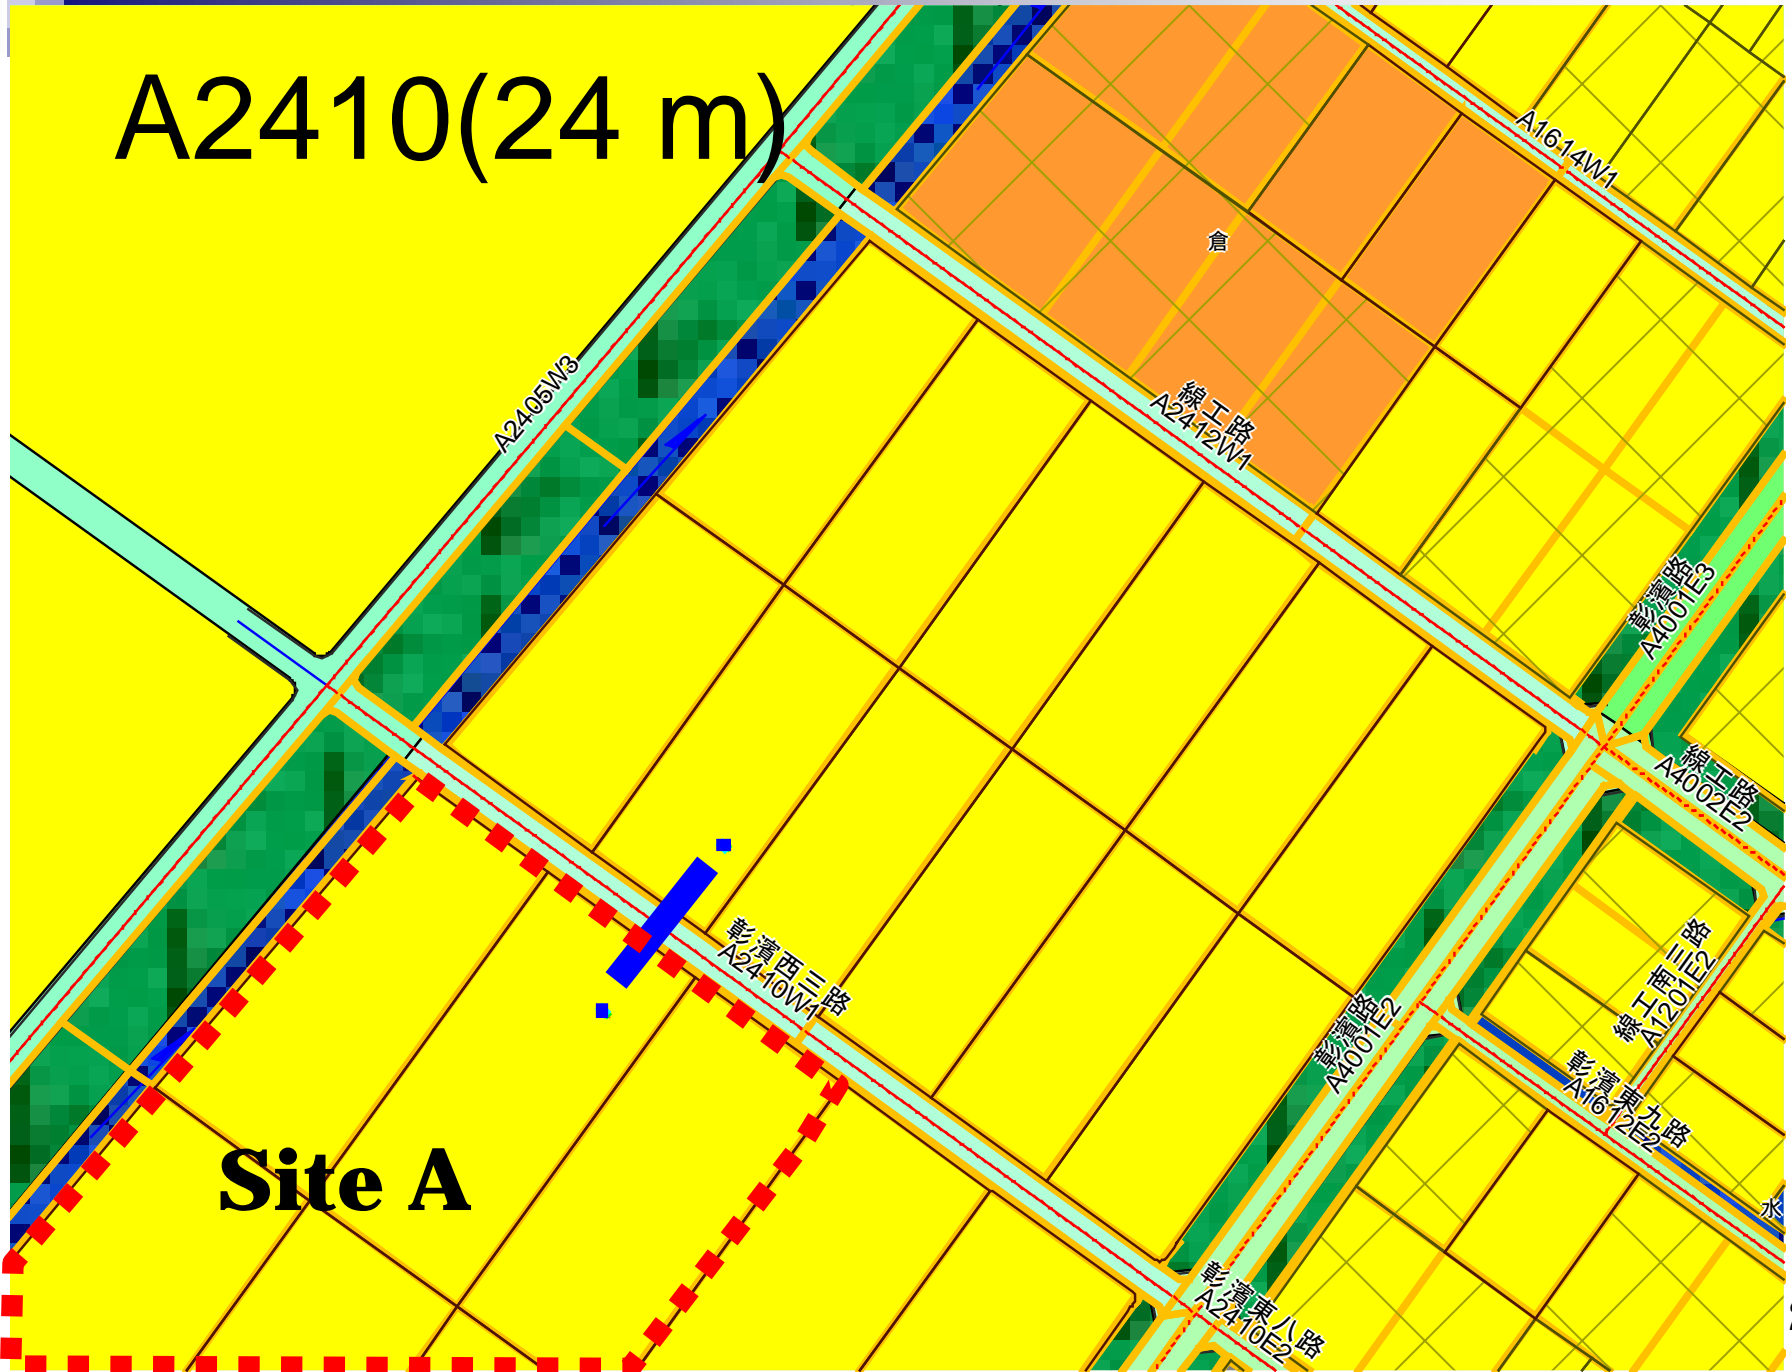 A2410(24 m)
A1614W1
倉
A2405W3
線工路
A2412W1
彰濱路
A4001E3
線工路
A4002E2
彰濱西三路
A2410W1
線工南三路
A1201E2
彰濱路
A4001E2
彰濱東九路
A1612E2
Site A
水
彰濱東八路
A2410E2